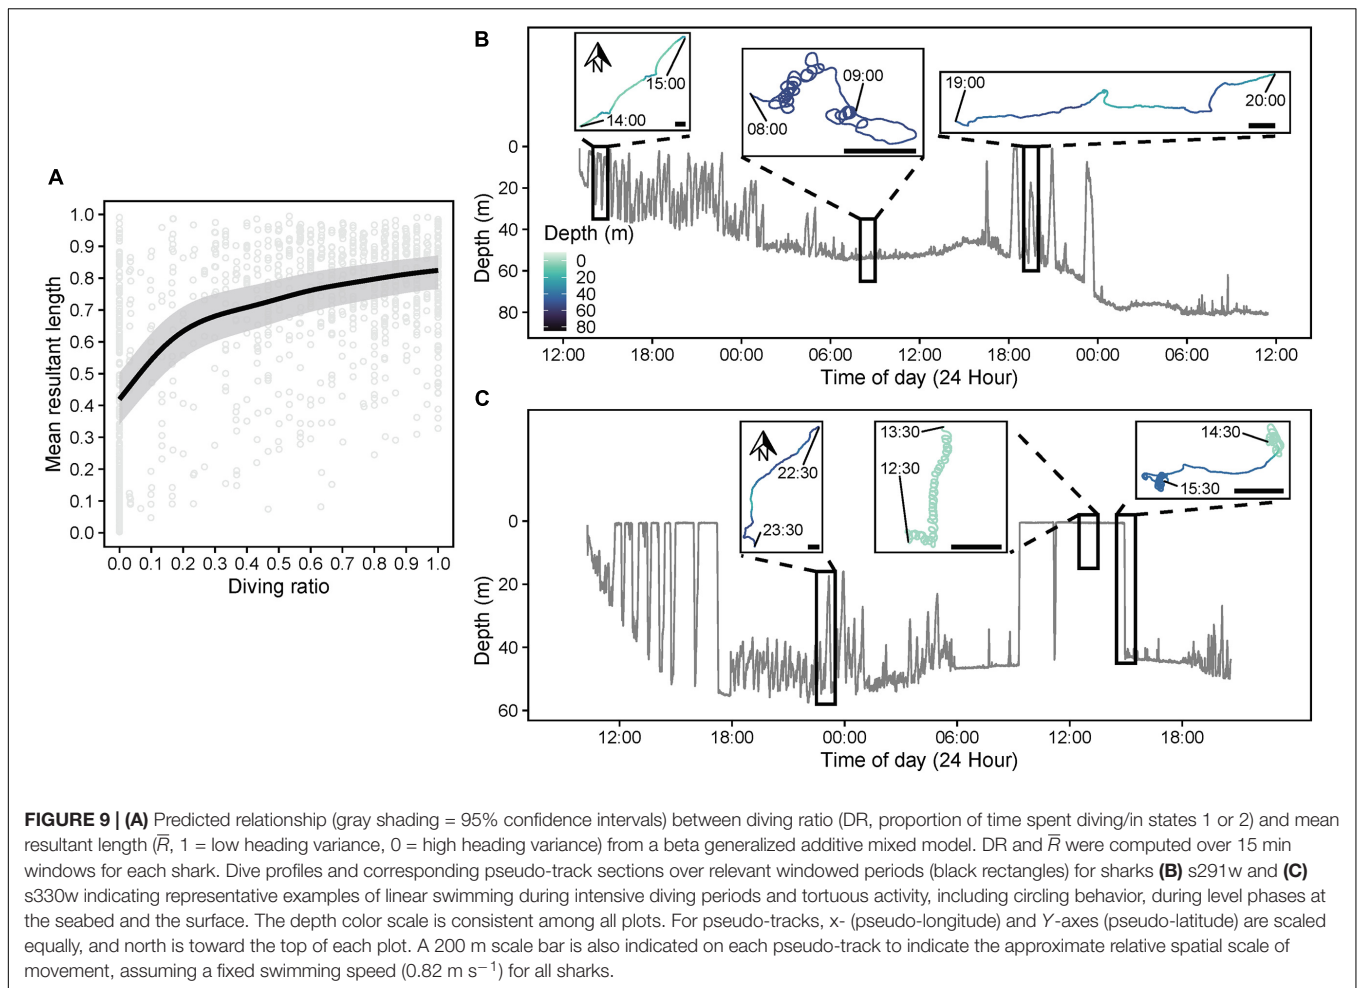 A
Mean resultant length
1.0
0.9
0.8
0.7
0.6
0.5
0.4
0.3
0.2
0.1
0.0
0.0 0.1 0.2 0.3 0.4 0.5 0.6 0.7 0.8 0.9 1.0
Diving ratio
B
N
15:00
14:00
09:00
08:00
19:00
20:00
Depth (m)
0
20
40
60
80
Depth (m)
0
20
40
60
80
12:00 18:00 00:00 06:00 12:00 18:00 00:00 06:00 12:00
Time of day (24 Hour)
C
N
22:30
23:30
13:30
12:30
14:30
15:30
Depth (m)
0
20
40
60
12:00 18:00 00:00 06:00 12:00 18:00
Time of day (24 Hour)
FIGURE 9 | (A) Predicted relationship (gray shading = 95% confidence intervals) between diving ratio (DR, proportion of time spent diving/in states 1 or 2) and mean
resultant length (R̅, 1 = low heading variance, 0 = high heading variance) from a beta generalized additive mixed model. DR and R̅ were computed over 15 min
windows for each shark. Dive profiles and corresponding pseudo-track sections over relevant windowed periods (black rectangles) for sharks (B) s291w and (C)
s330w indicating representative examples of linear swimming during intensive diving periods and tortuous activity, including circling behavior, during level phases at
the seabed and the surface. The depth color scale is consistent among all plots. For pseudo-tracks, x- (pseudo-longitude) and Y-axes (pseudo-latitude) are scaled
equally, and north is toward the top of each plot. A 200 m scale bar is also indicated on each pseudo-track to indicate the approximate relative spatial scale of
movement, assuming a fixed swimming speed (0.82 m s⁻¹) for all sharks.